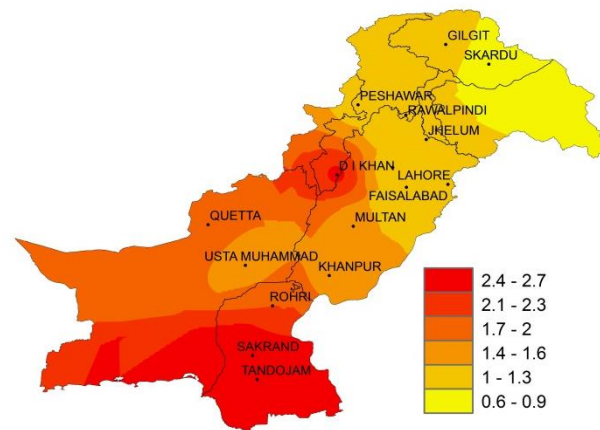 GILGIT
SKARDU
PESHAWAR
RAWALPINDI
JHELUM
D I KHAN
LAHORE
FAISALABAD
MULTAN
QUETTA
USTA MUHAMMAD
KHANPUR
ROHRI
SAKRAND
TANDOJAM
2.4 - 2.7
2.1 - 2.3
1.7 - 2
1.4 - 1.6
1 - 1.3
0.6 - 0.9